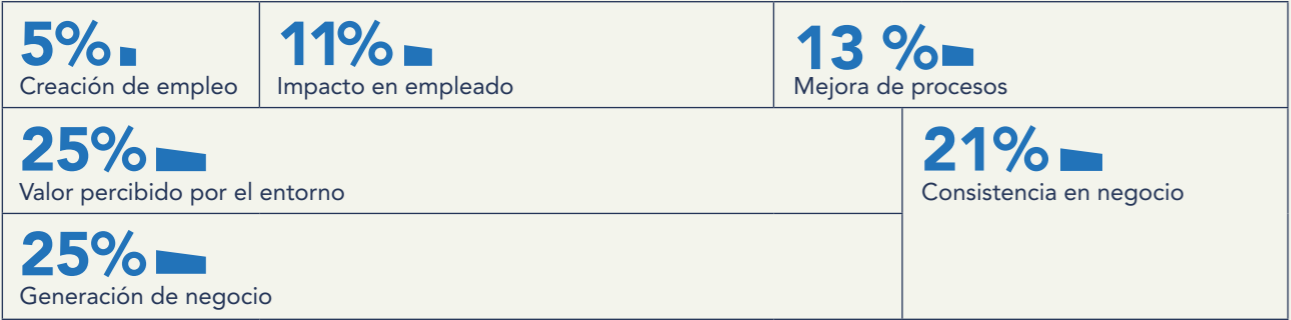 5%
Creación de empleo
11%
Impacto en empleado
13 %
Mejora de procesos
25%
Valor percibido por el entorno
21%
Consistencia en negocio
25%
Generación de negocio